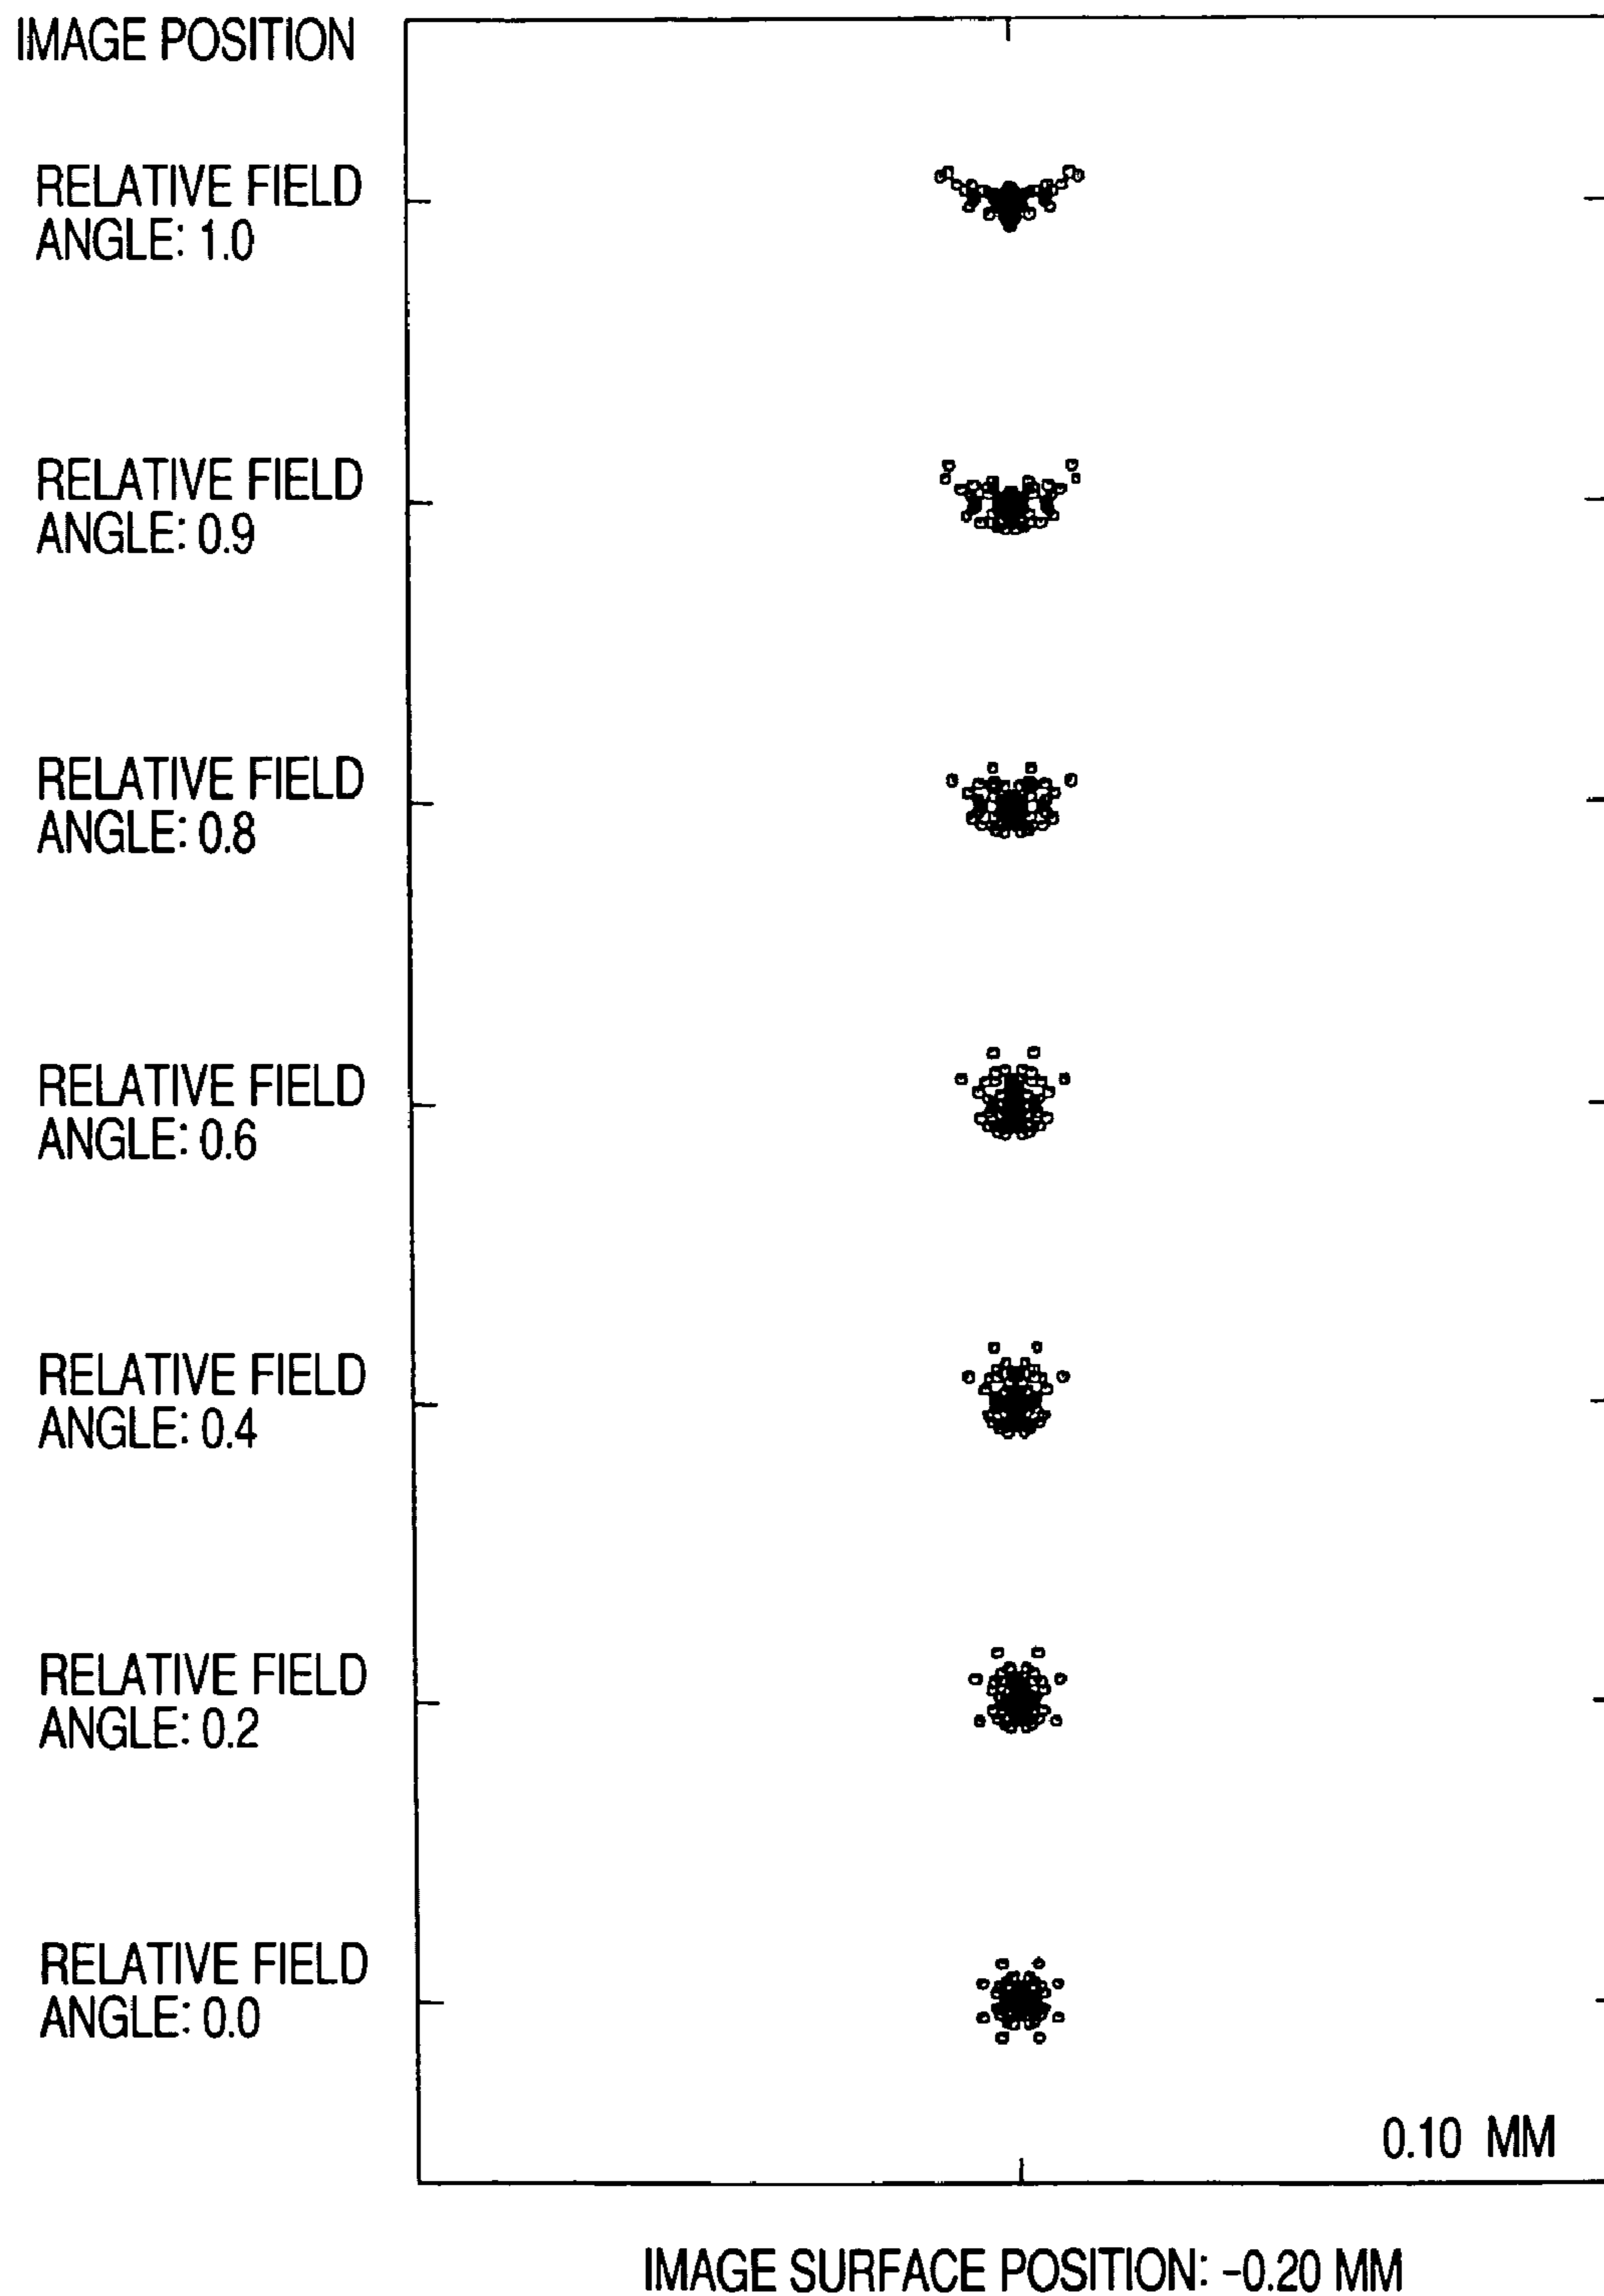 IMAGE POSITION
RELATIVE FIELD
ANGLE: 1.0
RELATIVE FIELD
ANGLE: 0.9
RELATIVE FIELD
ANGLE: 0.8
RELATIVE FIELD
ANGLE: 0.6
RELATIVE FIELD
ANGLE: 0.4
RELATIVE FIELD
ANGLE: 0.2
RELATIVE FIELD
ANGLE: 0.0
0.10 MM
IMAGE SURFACE POSITION: -0.20 MM